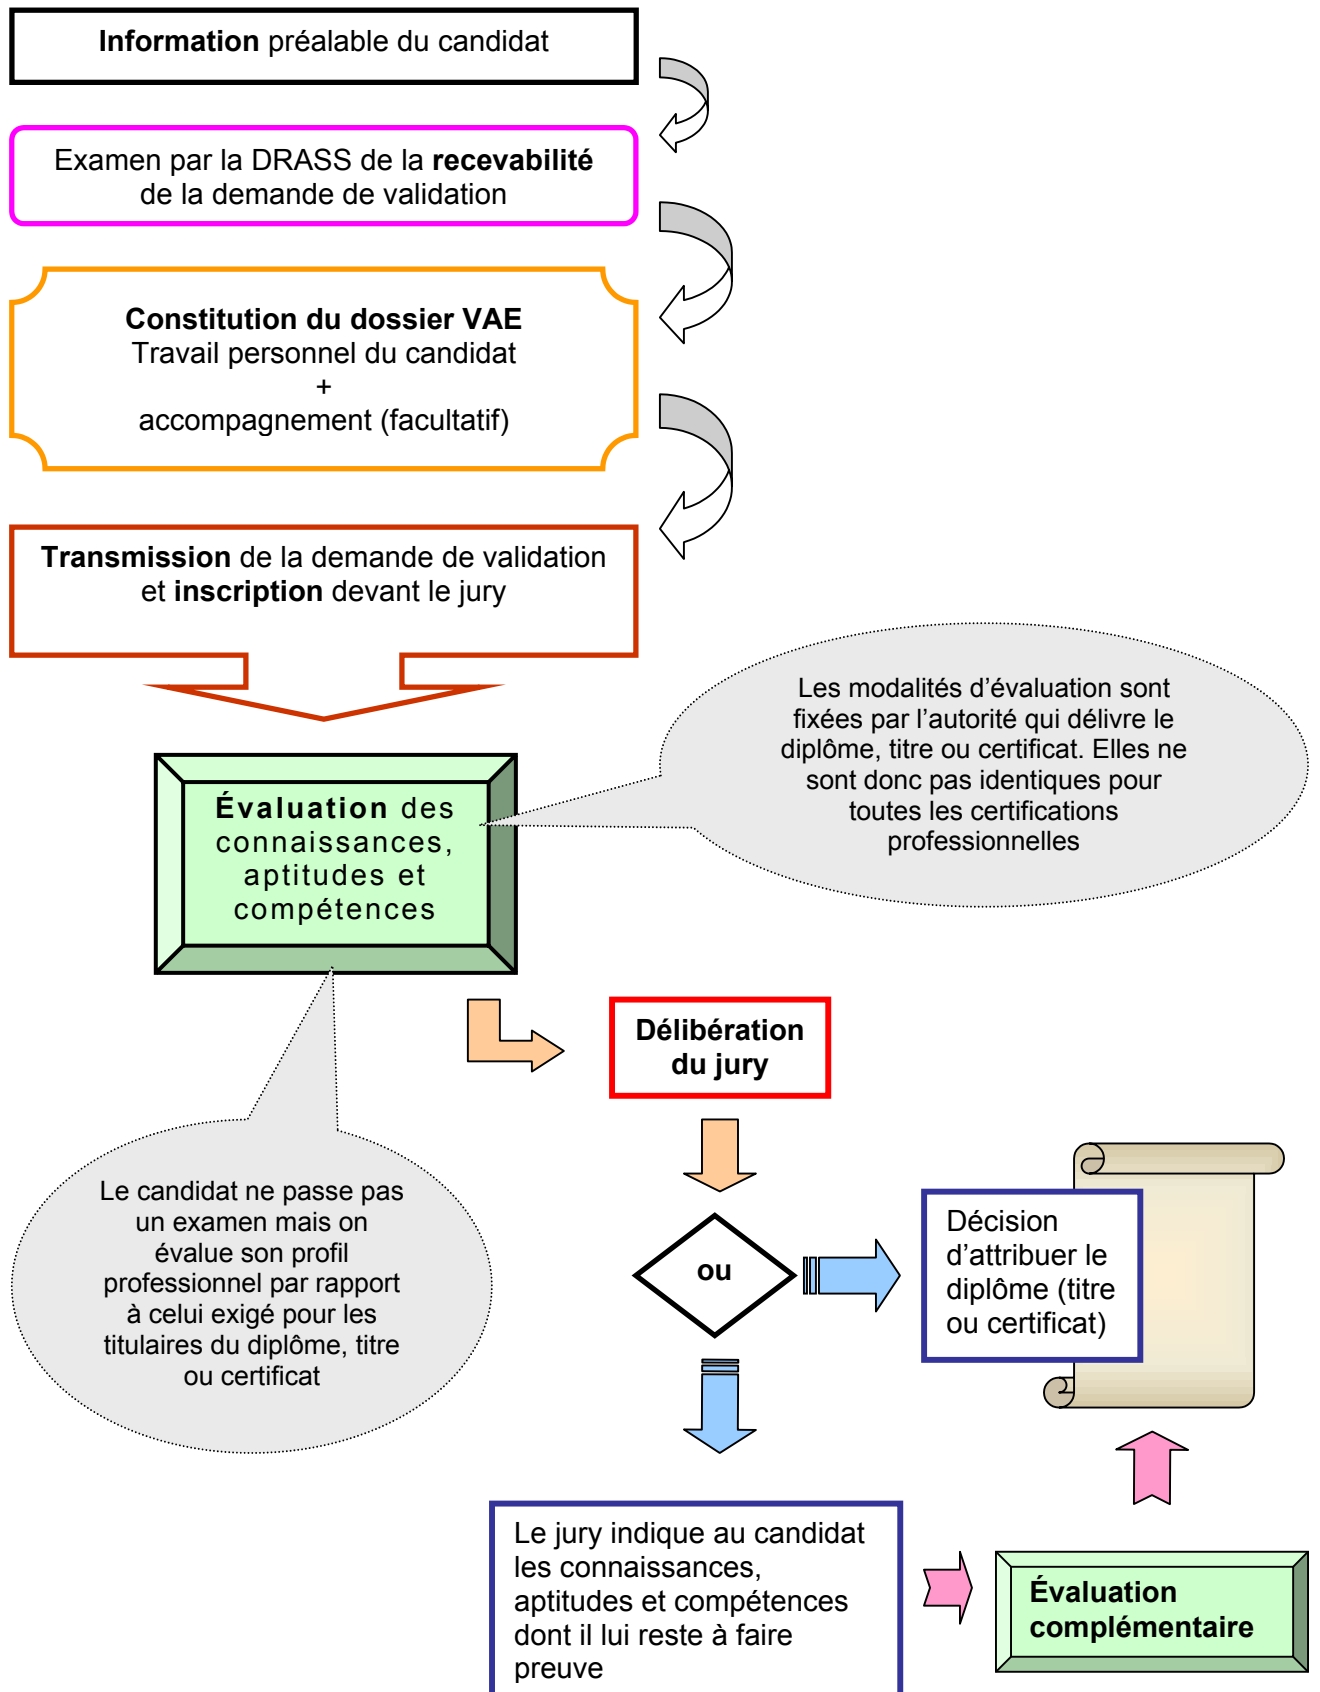 Information préalable du candidat
Examen par la DRASS de la recevabilité
de la demande de validation
Constitution du dossier VAE
Travail personnel du candidat
+
accompagnement (facultatif)
Transmission de la demande de validation
et inscription devant le jury
Les modalités d’évaluation sont
fixées par l’autorité qui délivre le
diplôme, titre ou certificat. Elles ne
sont donc pas identiques pour
toutes les certifications
professionnelles
Évaluation des
connaissances,
aptitudes et
compétences
Délibération
du jury
Le candidat ne passe pas
un examen mais on
évalue son profil
professionnel par rapport
à celui exigé pour les
titulaires du diplôme, titre
ou certificat
ou
Décision
d’attribuer le
diplôme (titre
ou certificat)
Le jury indique au candidat
les connaissances,
aptitudes et compétences
dont il lui reste à faire
preuve
Évaluation
complémentaire